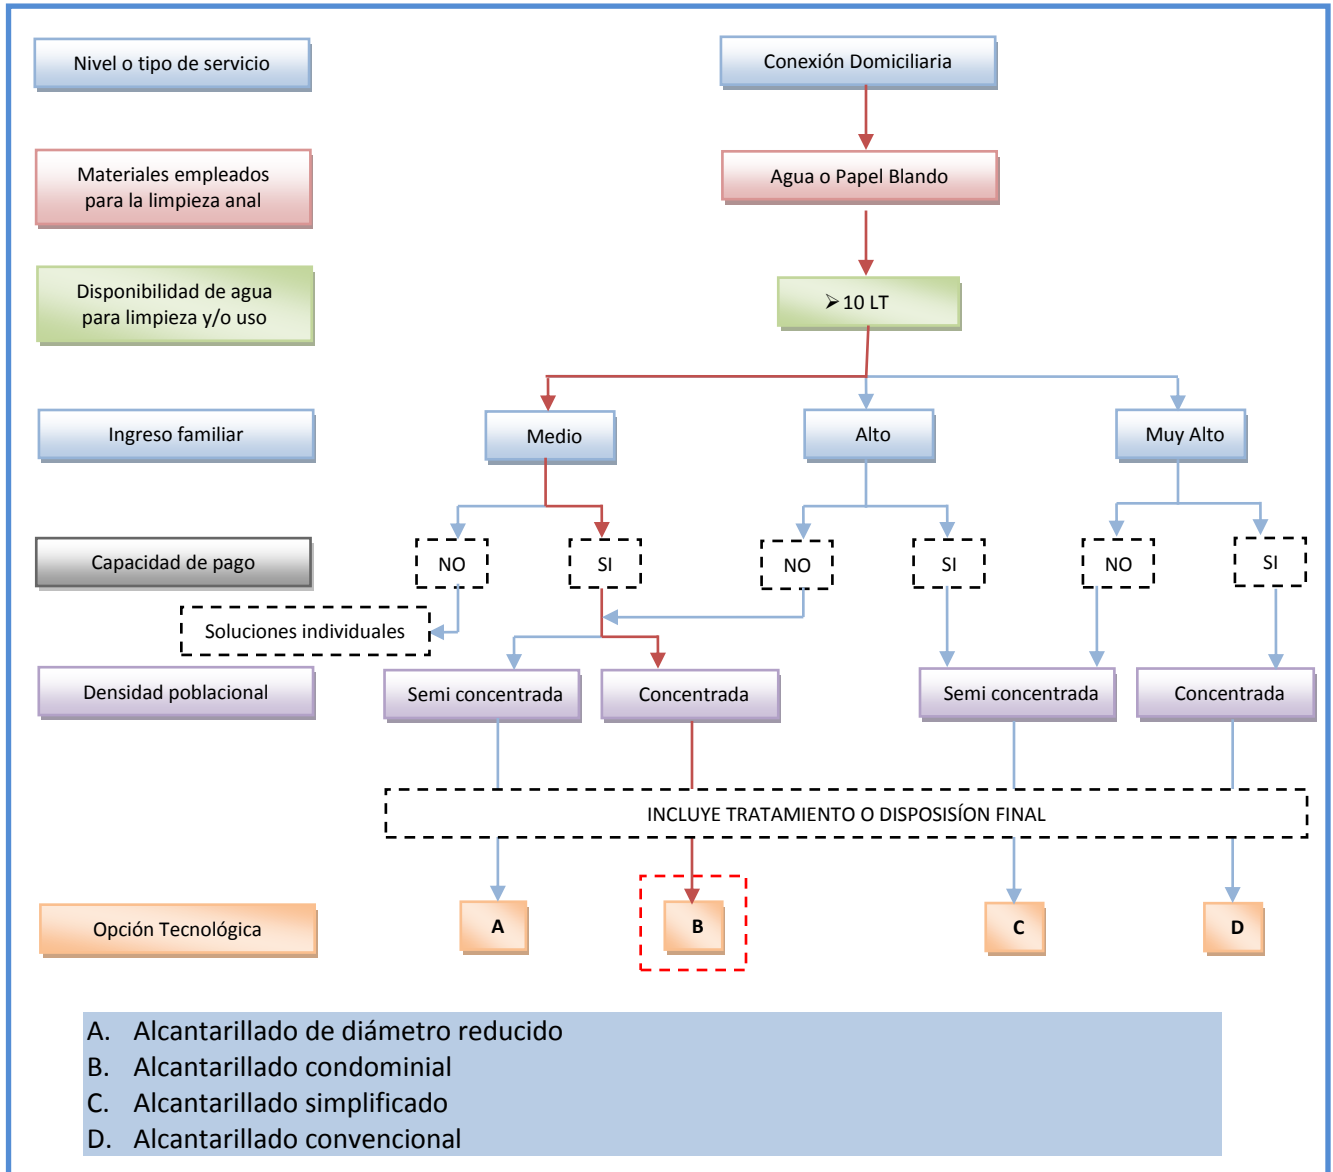 Nivel o tipo de servicio
Conexión Domiciliaria
Materiales empleados
para la limpieza anal
Agua o Papel Blando
Disponibilidad de agua
para limpieza y/o uso
➢ 10 LT
Ingreso familiar
Medio
Alto
Muy Alto
Capacidad de pago
NO
SI
NO
SI
NO
SI
Soluciones individuales
Densidad poblacional
Semi concentrada
Concentrada
Semi concentrada
Concentrada
INCLUYE TRATAMIENTO O DISPOSISÍON FINAL
Opción Tecnológica
A
B
C
D
A. Alcantarillado de diámetro reducido
B. Alcantarillado condominial
C. Alcantarillado simplificado
D. Alcantarillado convencional